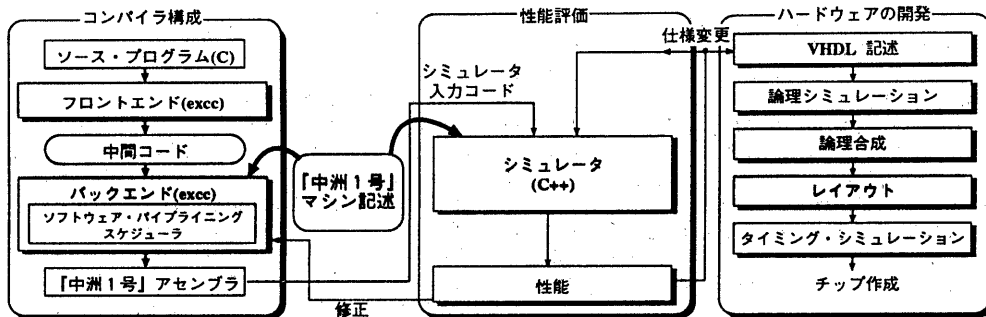 コンパイラ構成
ソース・プログラム(C)
フロントエンド(excc)
中間コード
バックエンド(excc)
ソフトウェア・パイプライニング
スケジューラ
『中洲１号』アセンブラ
『中洲１号』
マシン記述
修正
性能評価
シミュレータ
入力コード
シミュレータ
(C++)
性能
仕様変更
ハードウェアの開発
VHDL 記述
論理シミュレーション
論理合成
レイアウト
タイミング・シミュレーション
チップ作成